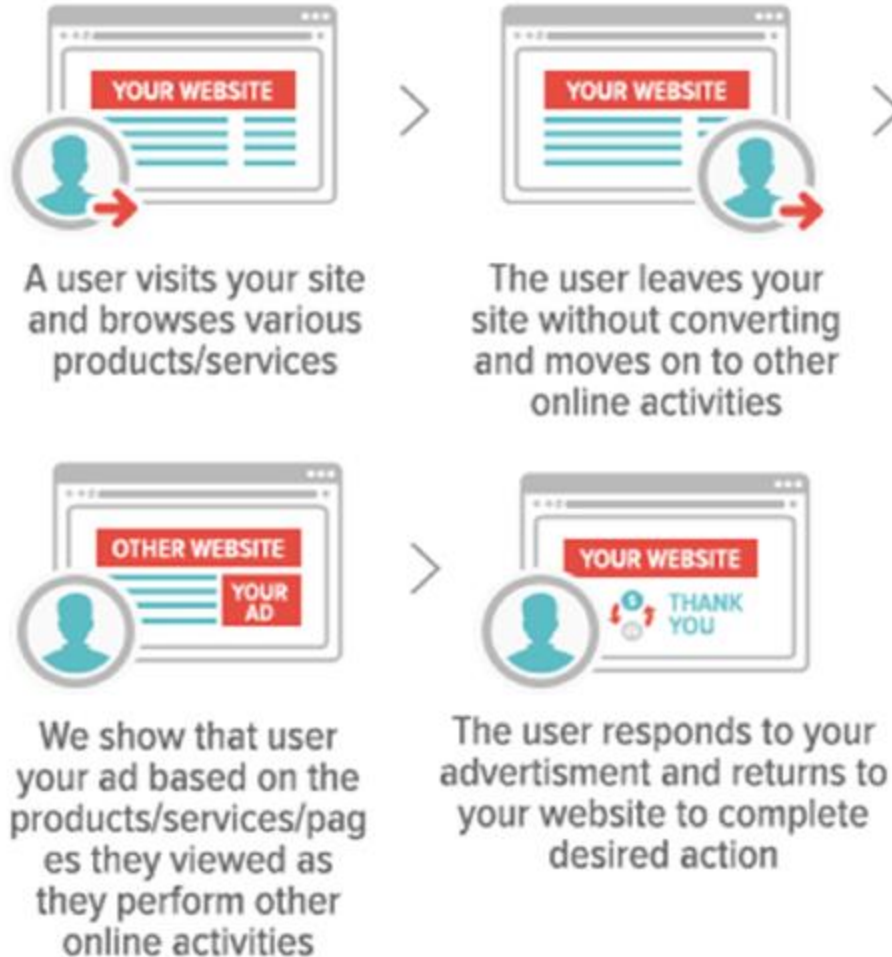 YOUR WEBSITE
A user visits your site
and browses various
products/services
YOUR WEBSITE
The user leaves your
site without converting
and moves on to other
online activities
OTHER WEBSITE
YOUR
AD
We show that user
your ad based on the
products/services/pag
es they viewed as
they perform other
online activities
YOUR WEBSITE
$
THANK
YOU
The user responds to your
advertisment and returns to
your website to complete
desired action